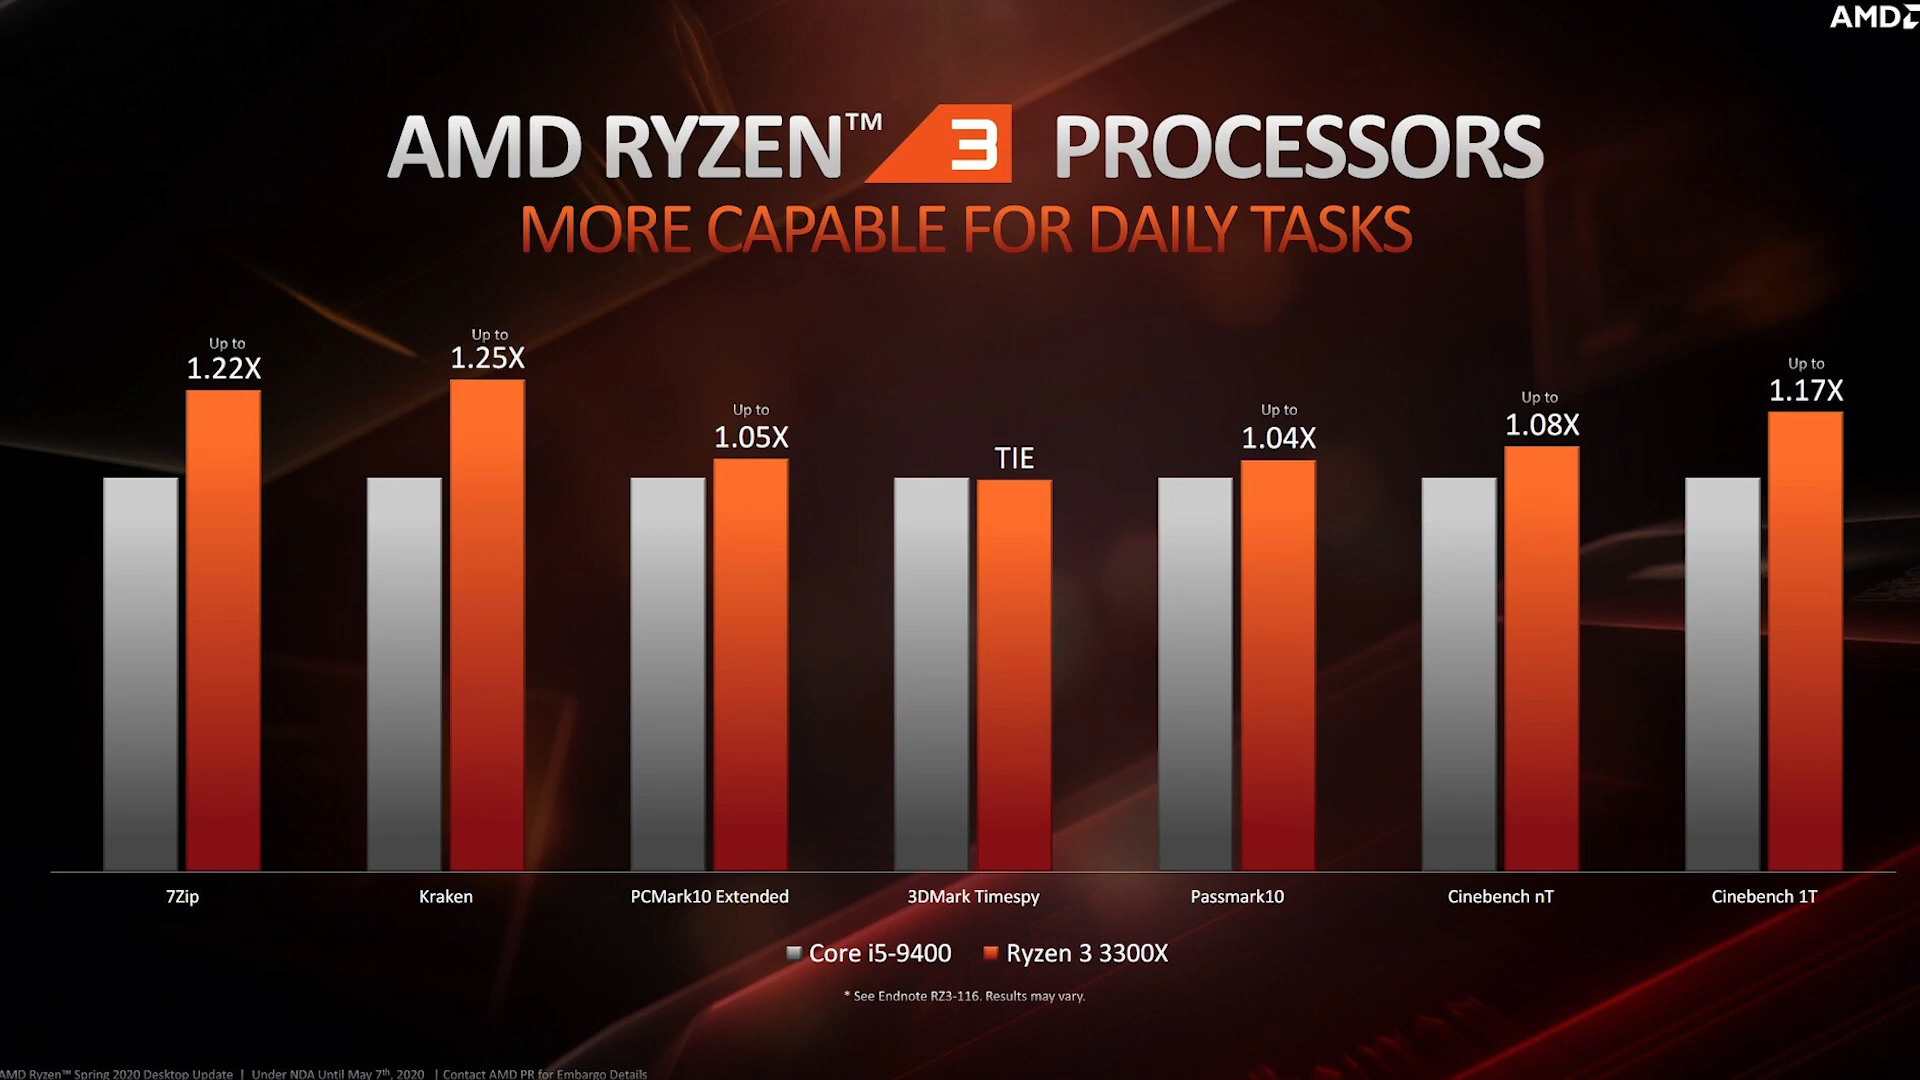 AMD
AMD RYZEN™ 3 PROCESSORS
MORE CAPABLE FOR DAILY TASKS
Up to
1.22X
Up to
1.25X
Up to
1.05X
TIE
Up to
1.04X
Up to
1.08X
Up to
1.17X
7Zip
Kraken
PCMark10 Extended
3DMark Timespy
Passmark10
Cinebench nT
Cinebench 1T
Core i5-9400
Ryzen 3 3300X
* See Endnote RZ3-116. Results may vary.
AMD Ryzen™ Spring 2020 Desktop Update | Under NDA Until May 7th, 2020 | Contact AMD PR for Embargo Details